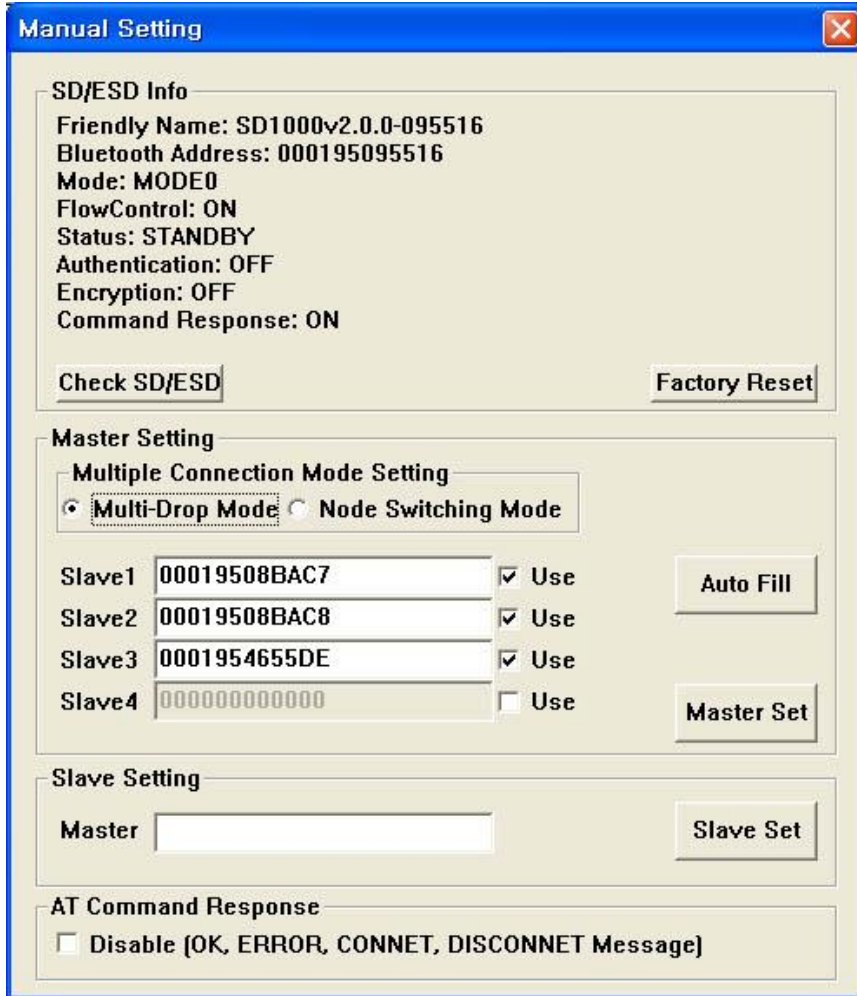 Manual Setting
SD/ESD Info
Friendly Name: SD1000v2.0.0-095516
Bluetooth Address: 000195095516
Mode: MODE0
FlowControl: ON
Status: STANDBY
Authentication: OFF
Encryption: OFF
Command Response: ON
Check SD/ESD Factory Reset
Master Setting
Multiple Connection Mode Setting
Multi-Drop Mode Node Switching Mode
Slave1 00019508BAC7 Use Auto Fill
Slave2 00019508BAC8 Use
Slave3 0001954655DE Use
Slave4 000000000000 Use Master Set
Slave Setting
Master Slave Set
AT Command Response
Disable (OK, ERROR, CONNET, DISCONNET Message)